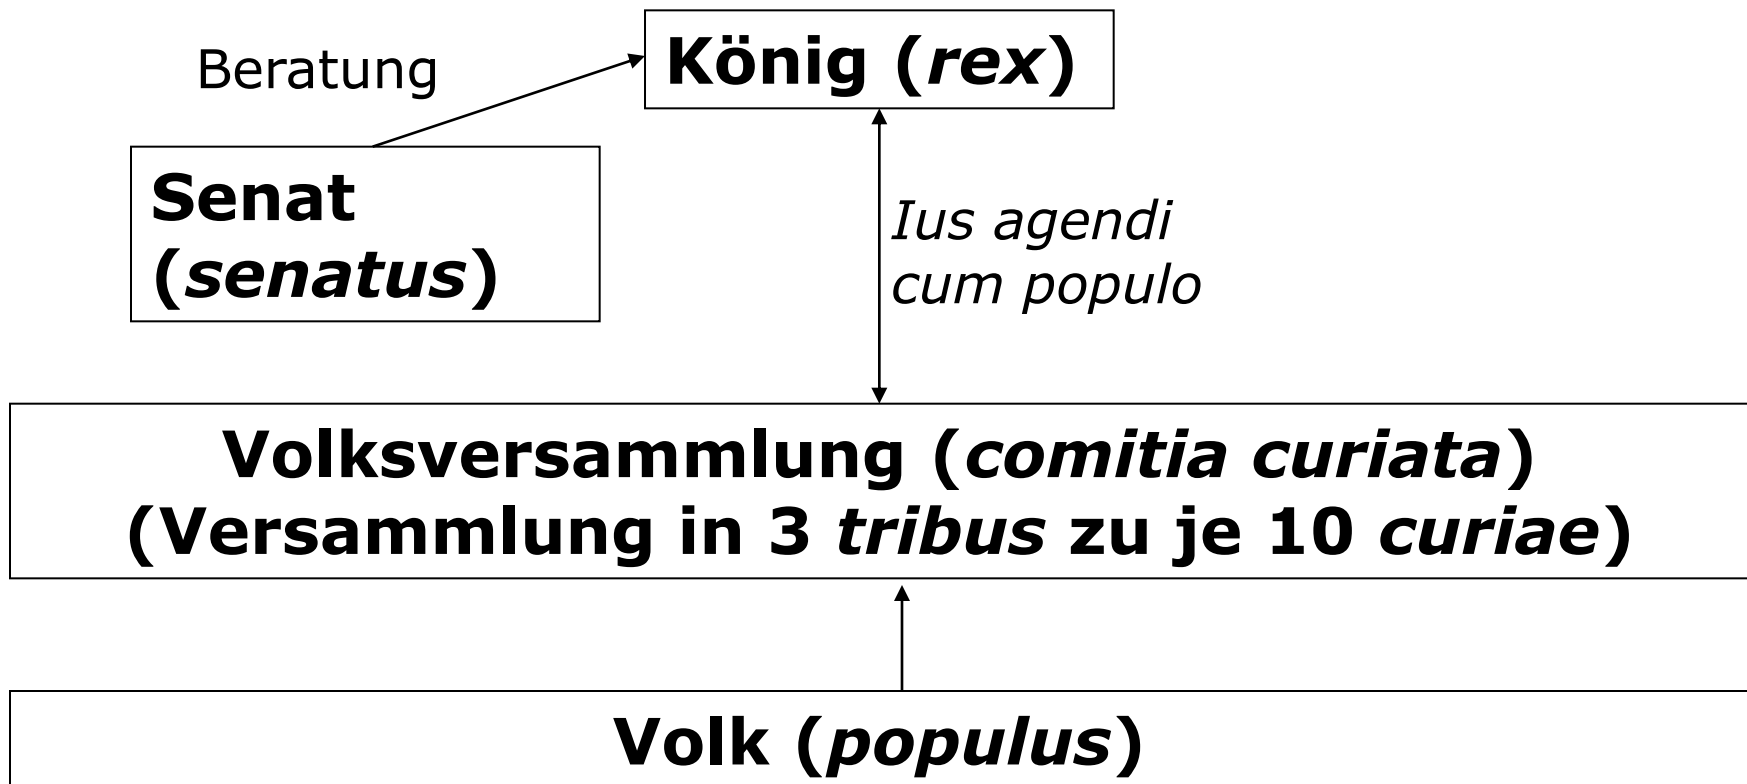 Beratung
König (rex)
Senat
(senatus)
Ius agendi
cum populo
Volksversammlung (comitia curiata)
(Versammlung in 3 tribus zu je 10 curiae)
Volk (populus)